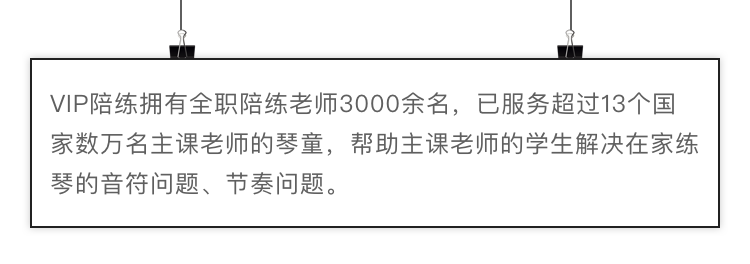 VIP陪练拥有全职陪练老师3000余名，已服务超过13个国
家数万名主课老师的琴童，帮助主课老师的学生解决在家练
琴的音符问题、节奏问题。